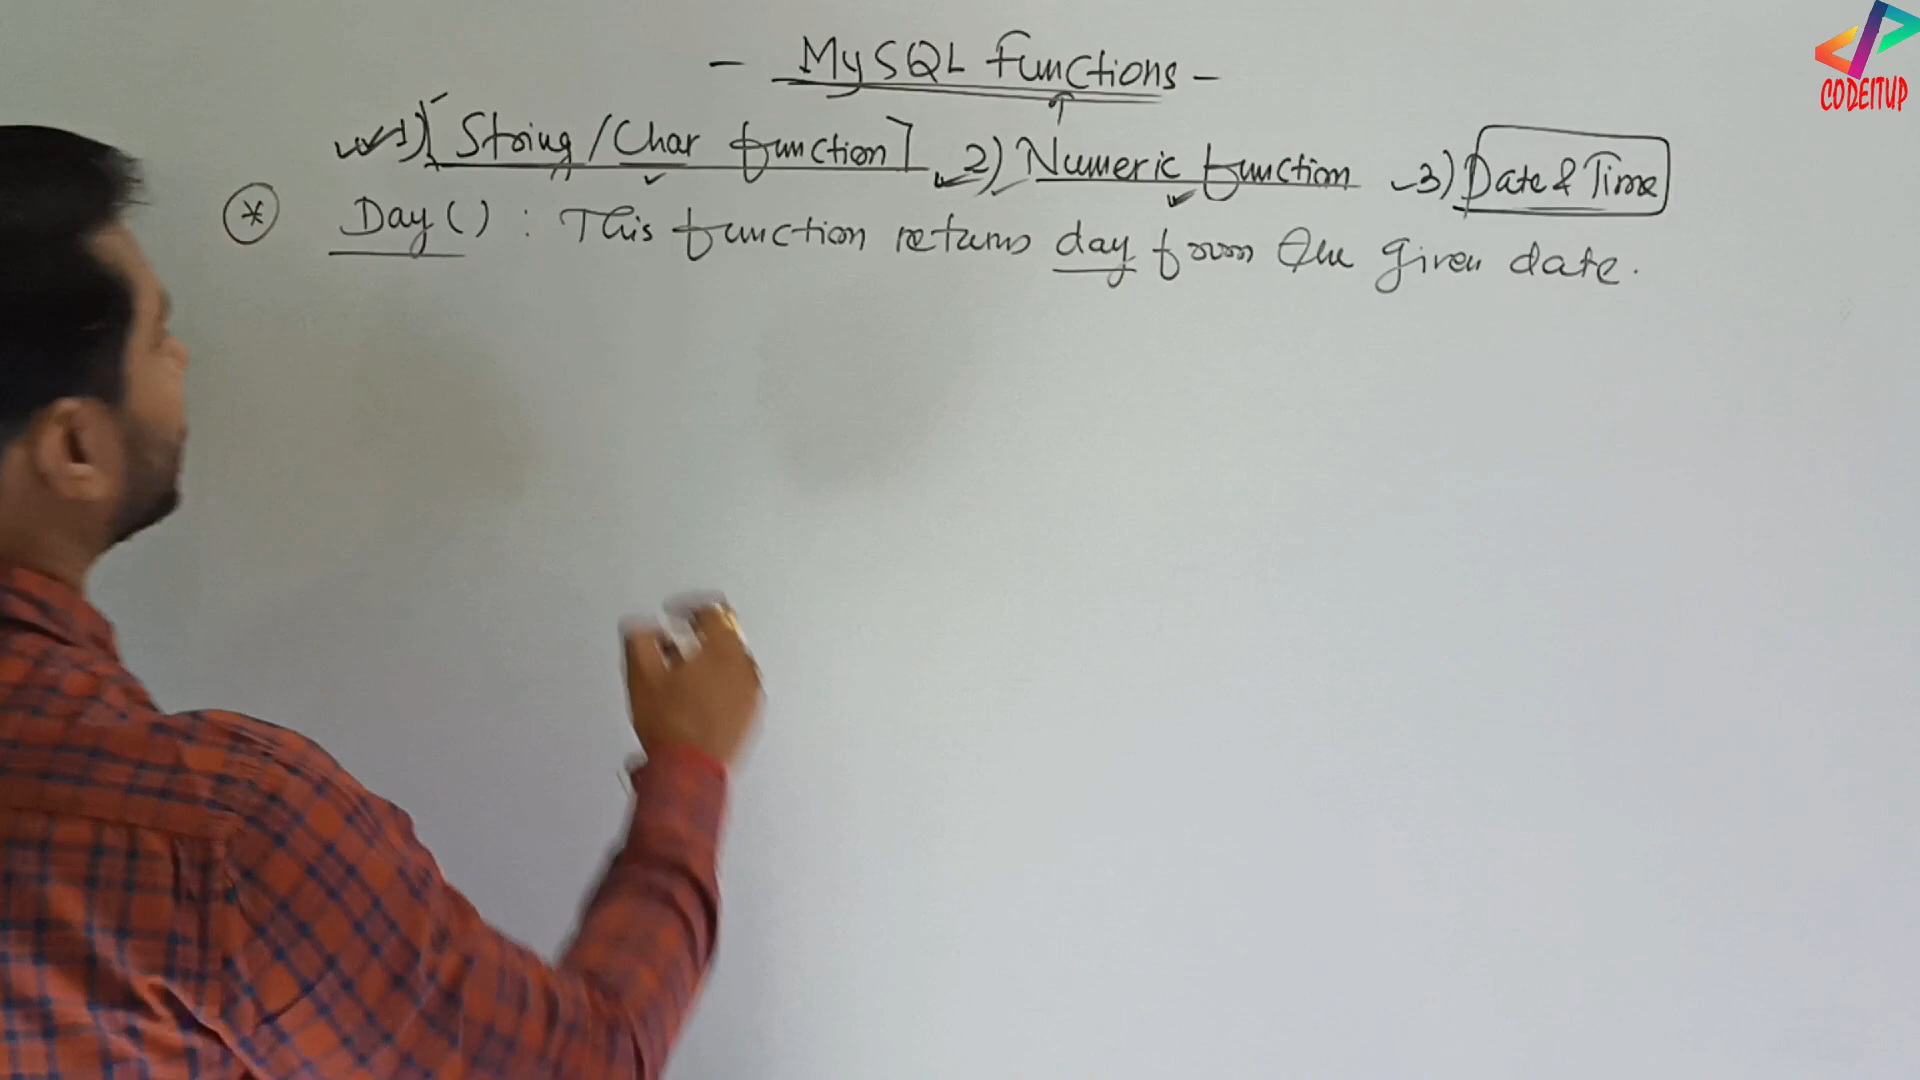 - MySQL functions -
1) [String/Char function] 2) Numeric function 3) Date & Time
* Day() : This function returns day from the given date.
CODEITUP